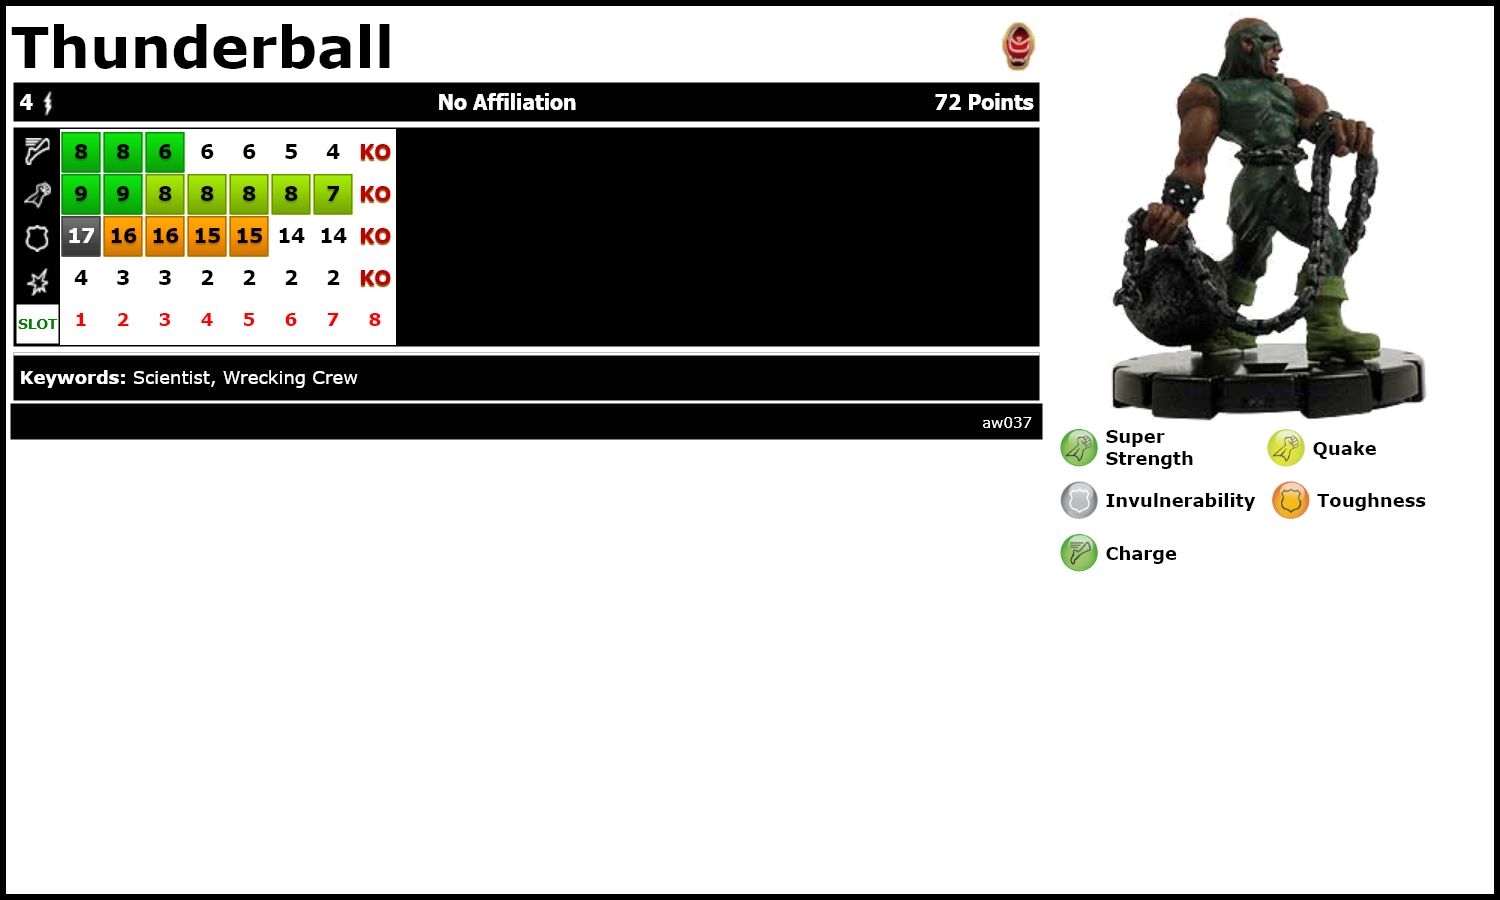 Thunderball
4 No Affiliation 72 Points
8 8 6 6 6 5 4 KO
9 9 8 8 8 8 7 KO
17 16 16 15 15 14 14 KO
4 3 3 2 2 2 2 KO
SLOT 1 2 3 4 5 6 7 8
Keywords: Scientist, Wrecking Crew
aw037
Super Strength
Quake
Invulnerability
Toughness
Charge